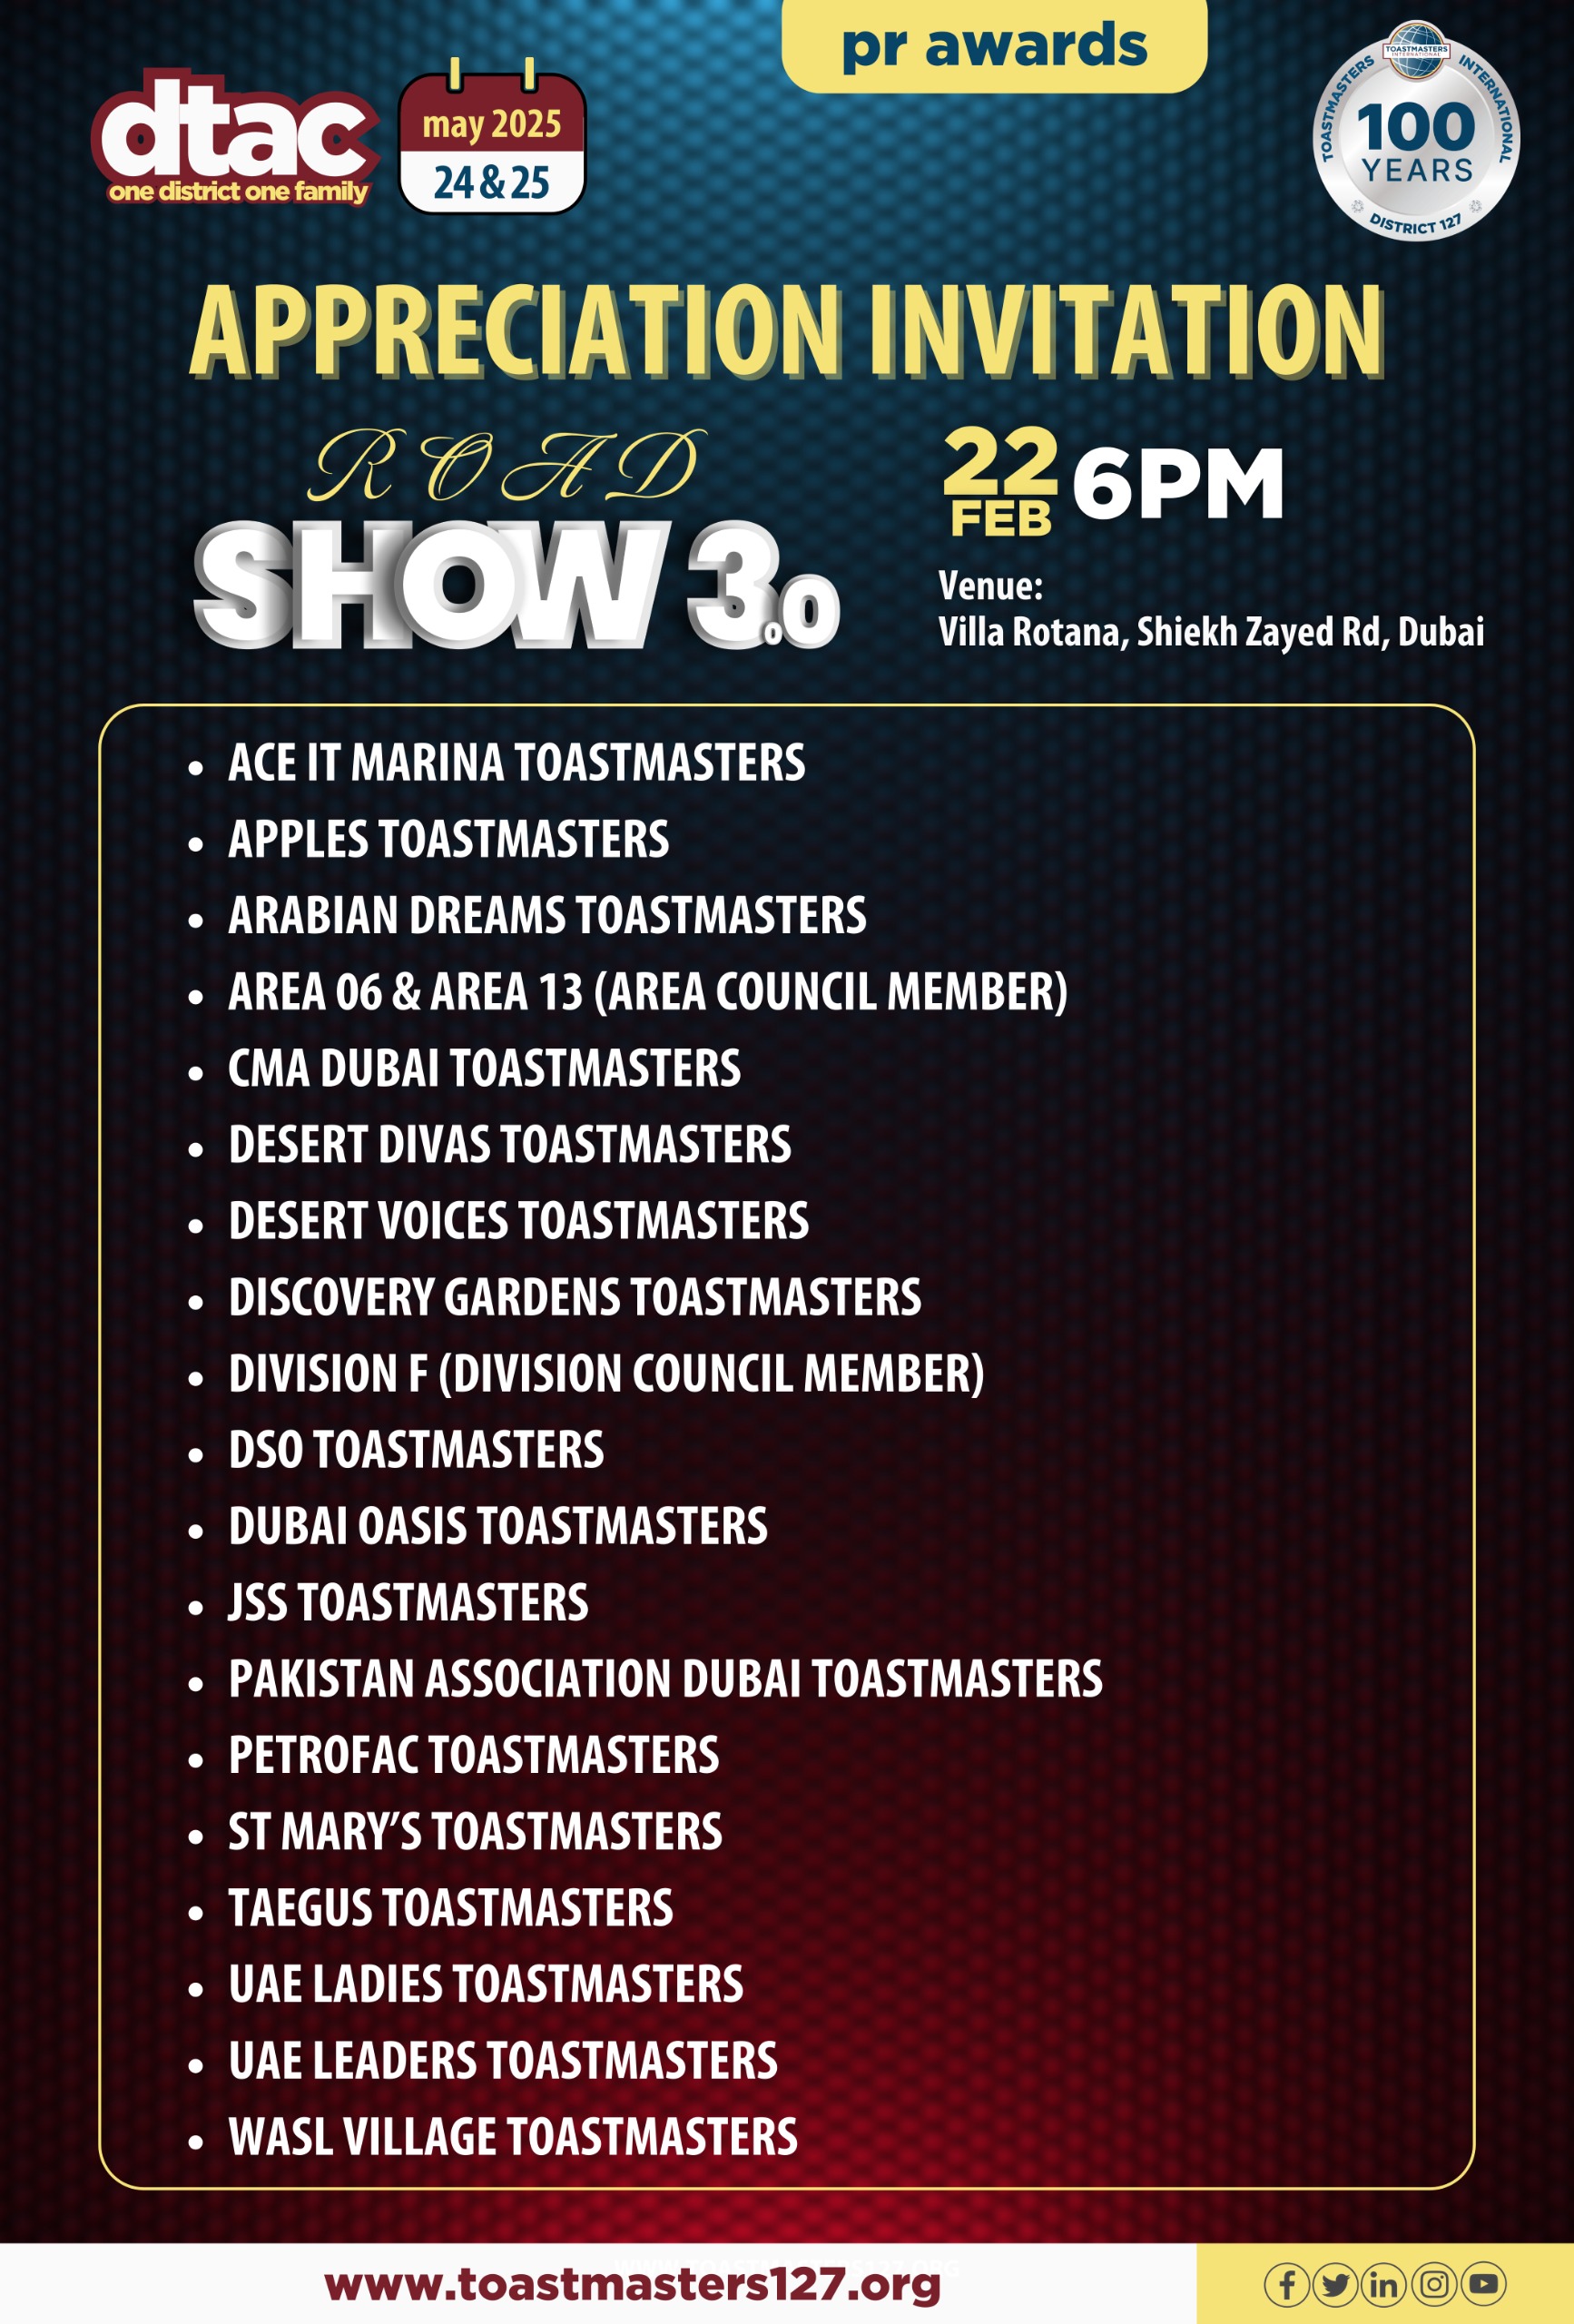 pr awards
dtac
one district one family
may 2025
24 & 25
TOASTMASTERS INTERNATIONAL
TOASTMASTERS
INTERNATIONAL
100
YEARS
DISTRICT 127
APPRECIATION INVITATION
ROAD
SHOW 3.0
22
FEB
6PM
Venue:
Villa Rotana, Shiekh Zayed Rd, Dubai
• ACE IT MARINA TOASTMASTERS
• APPLES TOASTMASTERS
• ARABIAN DREAMS TOASTMASTERS
• AREA 06 & AREA 13 (AREA COUNCIL MEMBER)
• CMA DUBAI TOASTMASTERS
• DESERT DIVAS TOASTMASTERS
• DESERT VOICES TOASTMASTERS
• DISCOVERY GARDENS TOASTMASTERS
• DIVISION F (DIVISION COUNCIL MEMBER)
• DSO TOASTMASTERS
• DUBAI OASIS TOASTMASTERS
• JSS TOASTMASTERS
• PAKISTAN ASSOCIATION DUBAI TOASTMASTERS
• PETROFAC TOASTMASTERS
• ST MARY’S TOASTMASTERS
• TAEGUS TOASTMASTERS
• UAE LADIES TOASTMASTERS
• UAE LEADERS TOASTMASTERS
• WASL VILLAGE TOASTMASTERS
www.toastmasters127.org